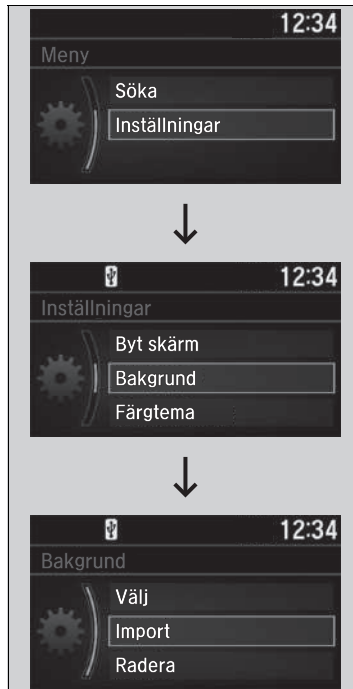 12:34
Meny
Söka
Inställningar
12:34
Inställningar
Byt skärm
Bakgrund
Färgtema
12:34
Bakgrund
Välj
Import
Radera